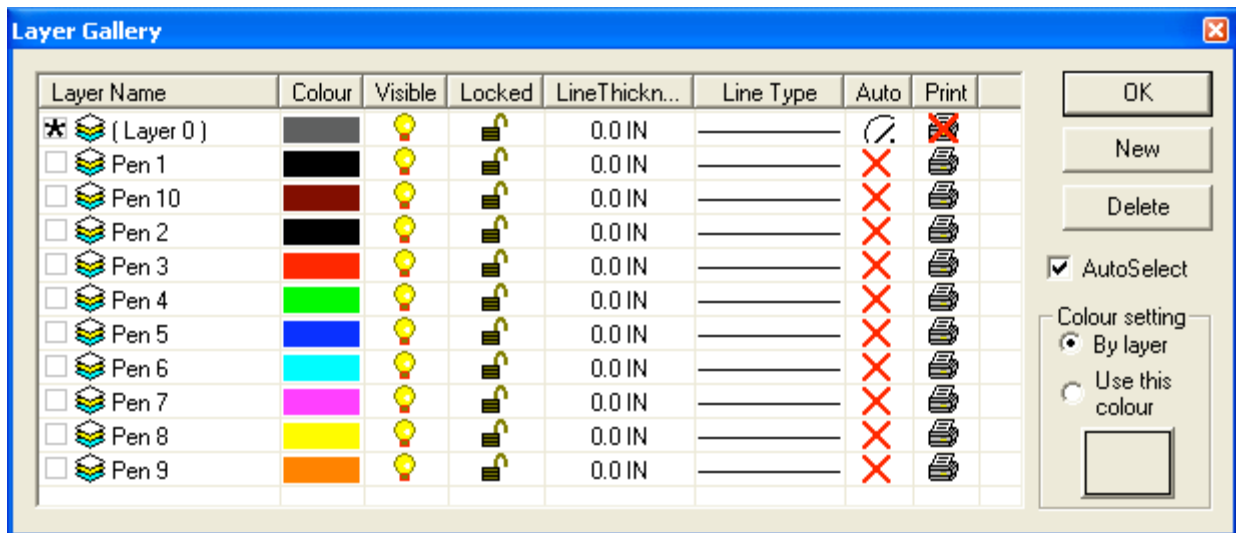 Layer Gallery
Layer Name Colour Visible Locked LineThickn... Line Type Auto Print
( Layer 0 ) 0.0 IN
Pen 1 0.0 IN
Pen 10 0.0 IN
Pen 2 0.0 IN
Pen 3 0.0 IN
Pen 4 0.0 IN
Pen 5 0.0 IN
Pen 6 0.0 IN
Pen 7 0.0 IN
Pen 8 0.0 IN
Pen 9 0.0 IN
OK
New
Delete
AutoSelect
Colour setting
By layer
Use this
colour